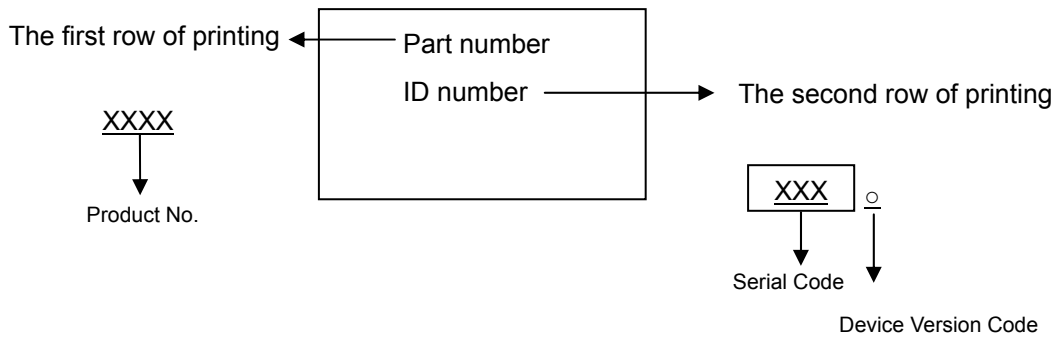 The first row of printing
Part number
ID number
The second row of printing
XXXX
Product No.
XXX ○
Serial Code
Device Version Code